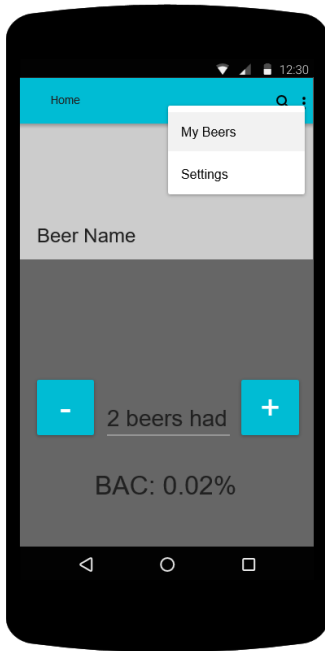 12:30
Home
My Beers
Settings
Beer Name
-
2 beers had
+
BAC: 0.02%